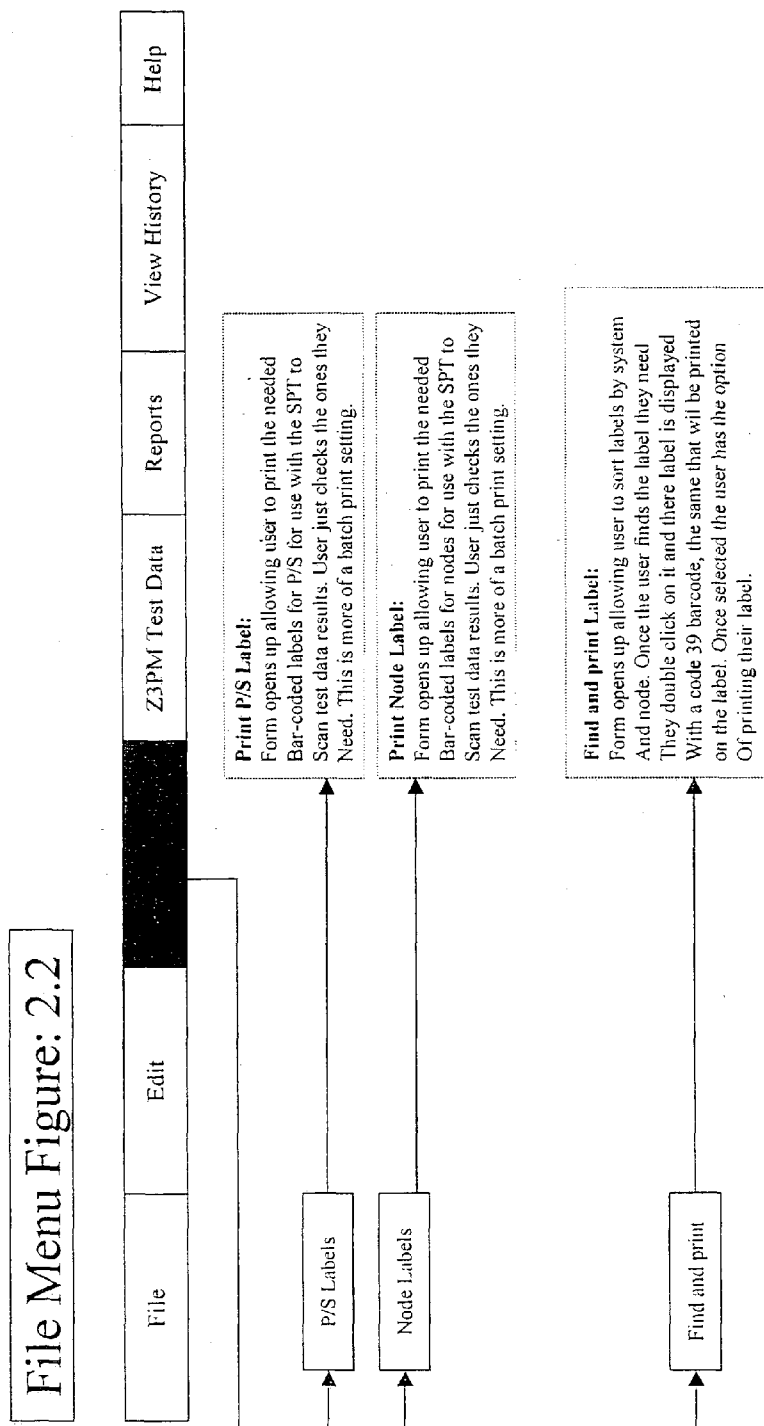 File Menu Figure: 2.2
File
Edit
Z3PM Test Data
Reports
View History
Help
P/S Labels
Print P/S Label:
Form opens up allowing user to print the needed
Bar-coded labels for P/S for use with the SPT to
Scan test data results. User just checks the ones they
Need. This is more of a batch print setting.
Node Labels
Print Node Label:
Form opens up allowing user to print the needed
Bar-coded labels for nodes for use with the SPT to
Scan test data results. User just checks the ones they
Need. This is more of a batch print setting.
Find and print
Find and print Label:
Form opens up allowing user to sort labels by system
And node. Once the user finds the label they need
They double click on it and there label is displayed
With a code 39 barcode, the same that wil be printed
on the label. Once selected the user has the option
Of printing their label.